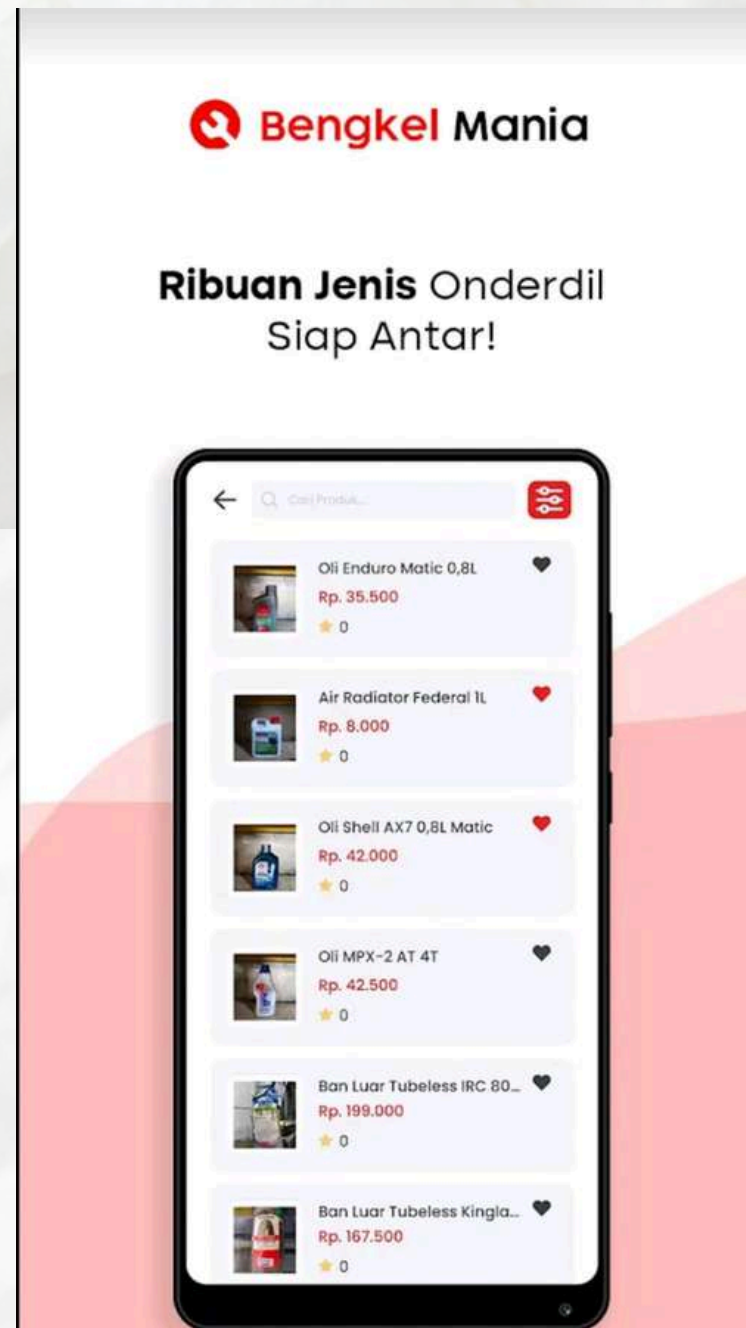 Bengkel Mania
Ribuan Jenis Onderdil
Siap Antar!
Cari Produk...
Oli Enduro Matic 0,8L
Rp. 35.500
0
Air Radiator Federal 1L
Rp. 8.000
0
Oli Shell AX7 0,8L Matic
Rp. 42.000
0
Oli MPX-2 AT 4T
Rp. 42.500
0
Ban Luar Tubeless IRC 80...
Rp. 199.000
0
Ban Luar Tubeless Kingla...
Rp. 167.500
0